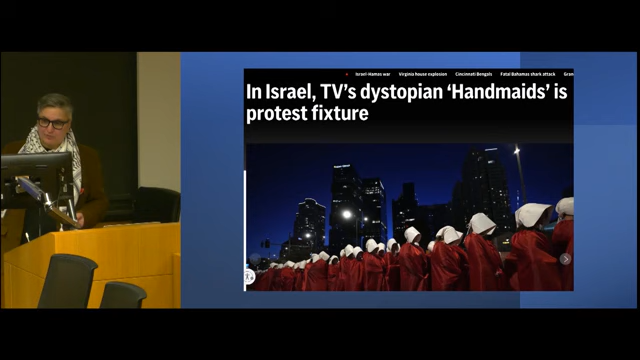 Israel-Hamas war Virginia house explosion Cincinnati Bengals Fatal Bahamas shark attack Gran
In Israel, TV's dystopian ‘Handmaids’ is
protest fixture